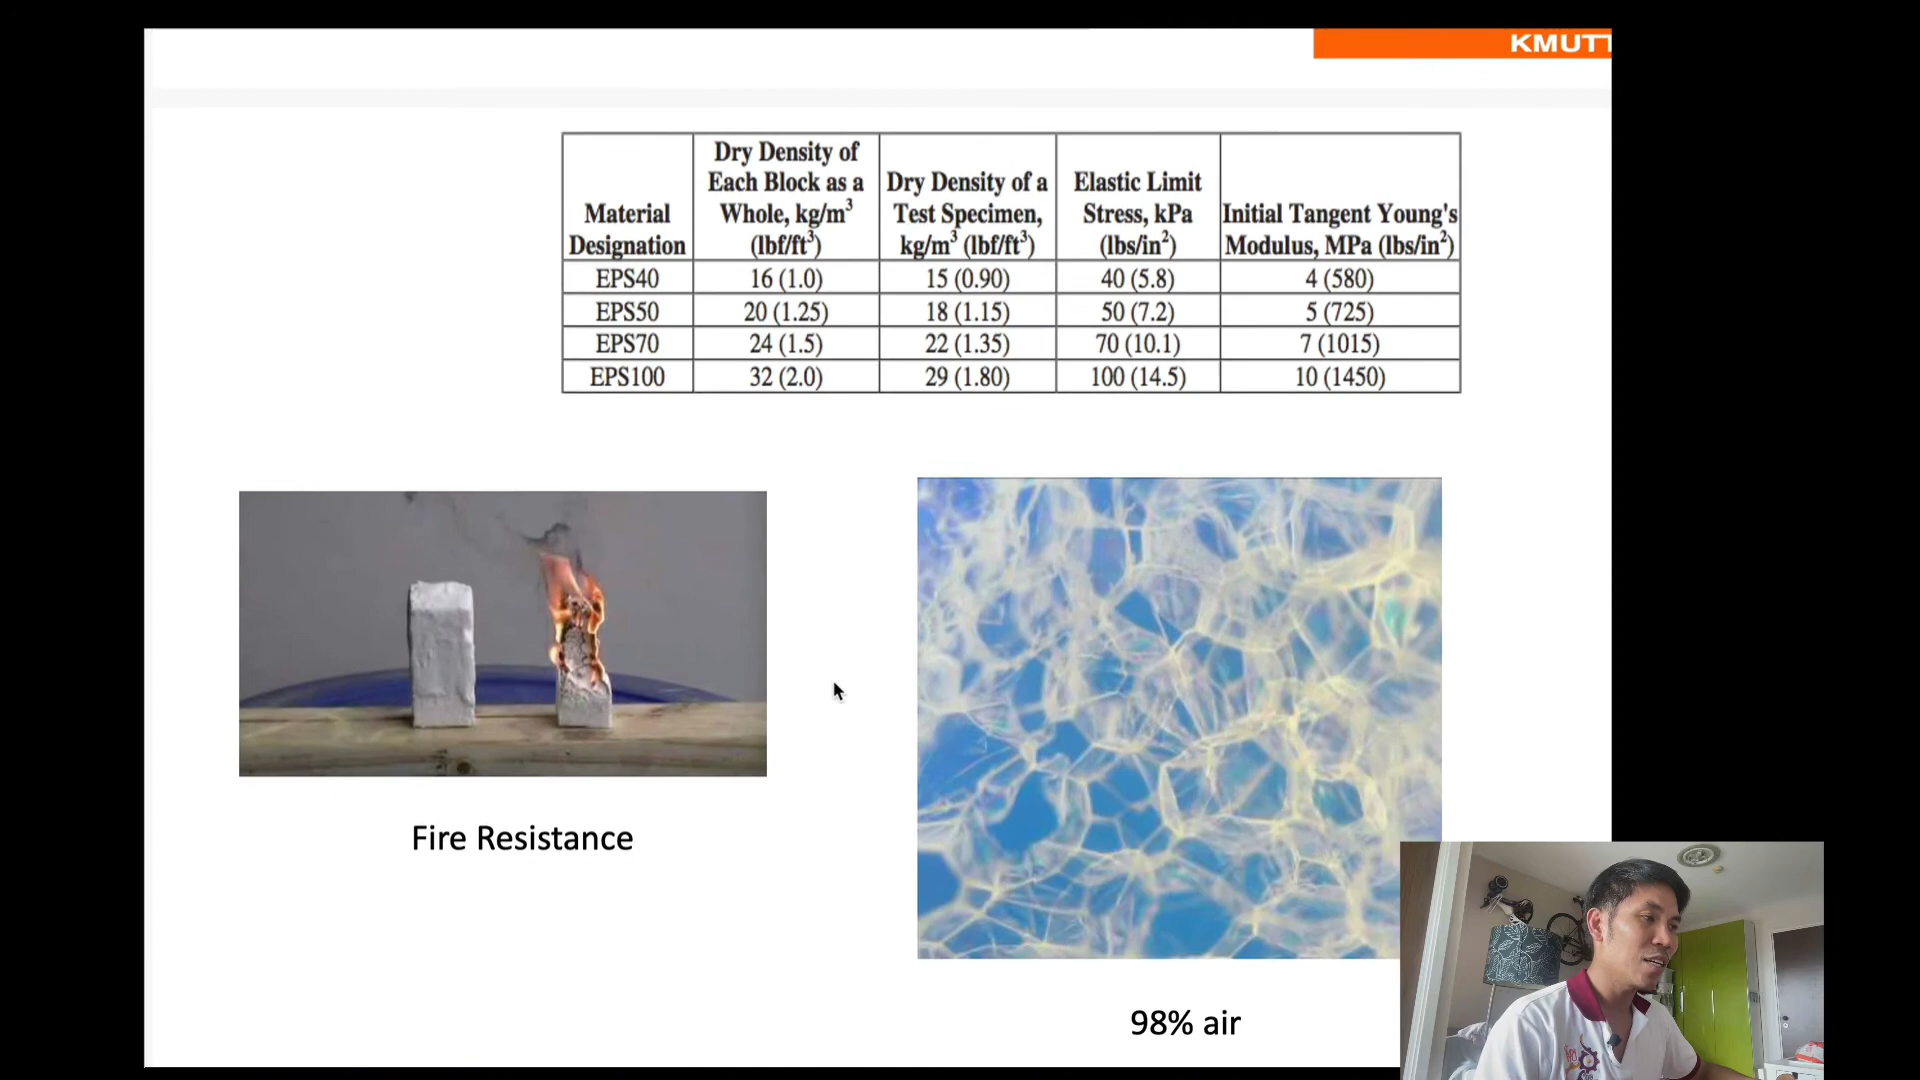 KMUTT
Material
Designation
Dry Density of
Each Block as a
Whole, kg/m³
(lbf/ft³)
Dry Density of a
Test Specimen,
kg/m³ (lbf/ft³)
Elastic Limit
Stress, kPa
(lbs/in²)
Initial Tangent Young's
Modulus, MPa (lbs/in²)
EPS40 16 (1.0) 15 (0.90) 40 (5.8) 4 (580)
EPS50 20 (1.25) 18 (1.15) 50 (7.2) 5 (725)
EPS70 24 (1.5) 22 (1.35) 70 (10.1) 7 (1015)
EPS100 32 (2.0) 29 (1.80) 100 (14.5) 10 (1450)
Fire Resistance
98% air